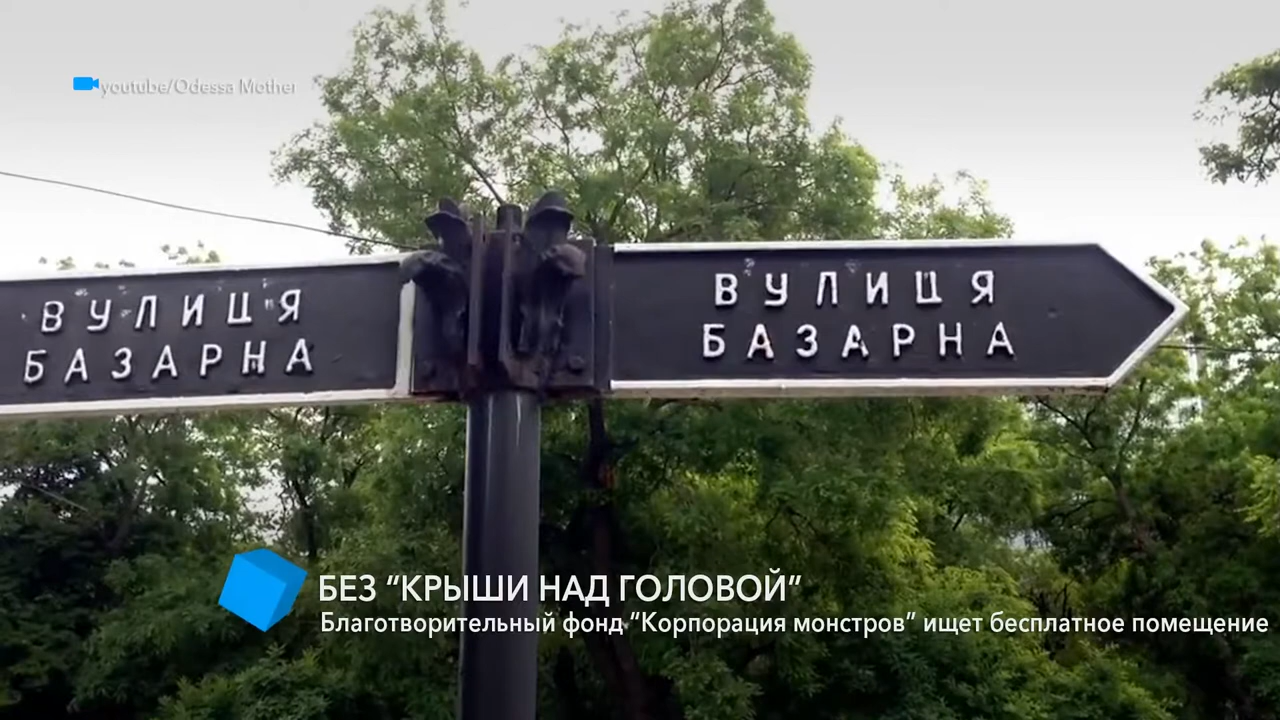 youtube/Odessa Mother
ВУЛИЦЯ
БАЗАРНА
ВУЛИЦЯ
БАЗАРНА
БЕЗ “КРЫШИ НАД ГОЛОВОЙ”
Благотворительный фонд “Корпорация монстров” ищет бесплатное помещение